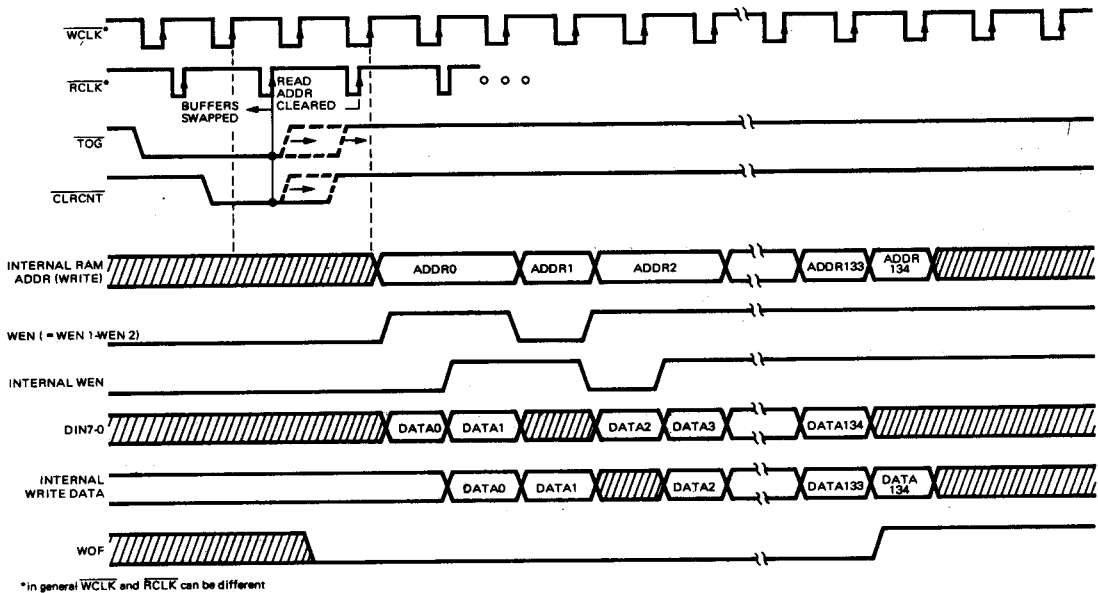 WCLK*
RCLK*
READ
ADDR
CLEARED
BUFFERS
SWAPPED
TOG
CLRCNT
INTERNAL RAM
ADDR (WRITE)
ADDR0 ADDR1 ADDR2 ADDR133 ADDR
134
WEN (=WEN 1-WEN 2)
INTERNAL WEN
DIN7-0 DATA0 DATA1 DATA2 DATA3 DATA134
INTERNAL
WRITE DATA
DATA0 DATA1 DATA2 DATA133 DATA
134
WOF
*in general WCLK and RCLK can be different